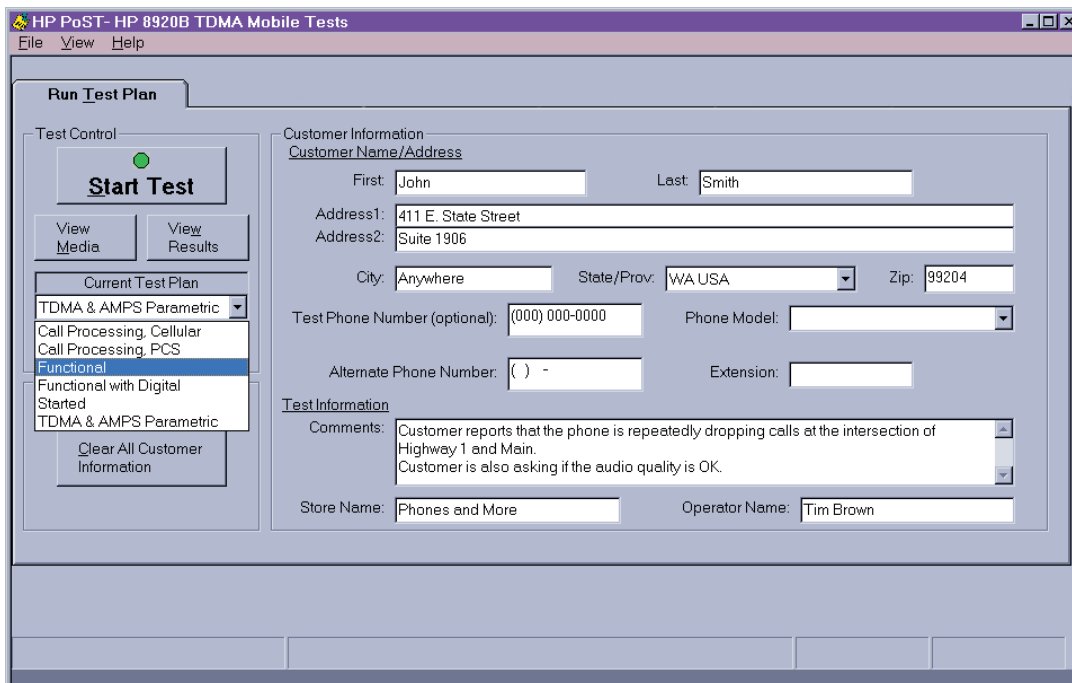 HP PoST- HP 8920B TDMA Mobile Tests
File View Help
Run Test Plan
Test Control
Start Test
View Media
View Results
Current Test Plan
TDMA & AMPS Parametric
Call Processing, Cellular
Call Processing, PCS
Functional
Functional with Digital
Started
TDMA & AMPS Parametric
Clear All Customer
Information
Customer Information
Customer Name/Address
First: John Last: Smith
Address1: 411 E. State Street
Address2: Suite 1906
City: Anywhere State/Prov: WA USA Zip: 99204
Test Phone Number (optional): (000) 000-0000 Phone Model:
Alternate Phone Number: ( ) - Extension:
Test Information
Comments: Customer reports that the phone is repeatedly dropping calls at the intersection of
Highway 1 and Main.
Customer is also asking if the audio quality is OK.
Store Name: Phones and More Operator Name: Tim Brown